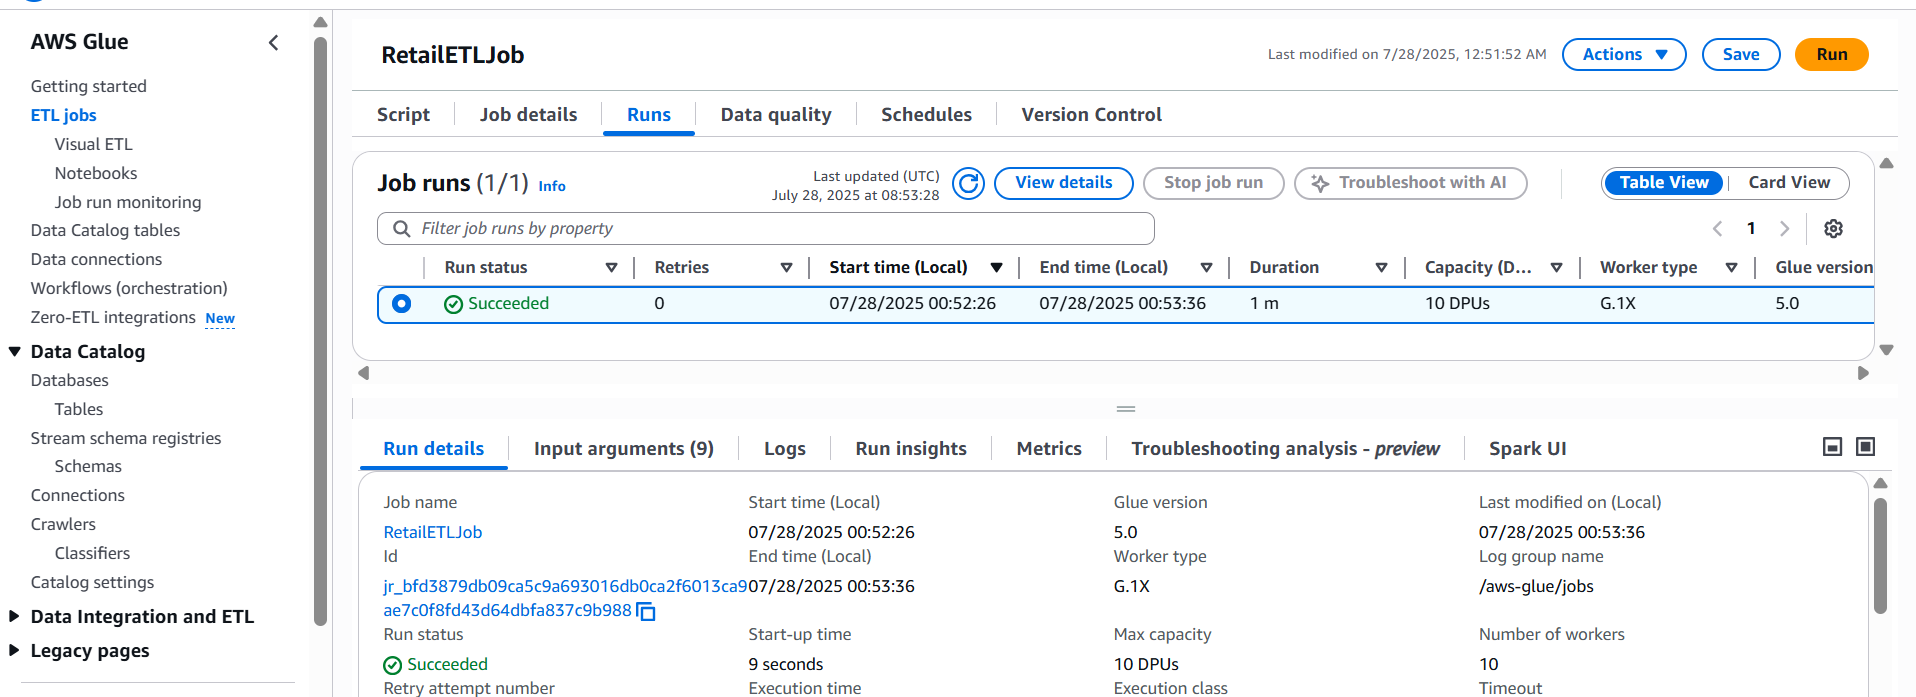 AWS Glue
Getting started
ETL jobs
Visual ETL
Notebooks
Job run monitoring
Data Catalog tables
Data connections
Workflows (orchestration)
Zero-ETL integrations New
Data Catalog
Databases
Tables
Stream schema registries
Schemas
Connections
Crawlers
Classifiers
Catalog settings
Data Integration and ETL
Legacy pages
RetailETLJob
Last modified on 7/28/2025, 12:51:52 AM
Actions
Save
Run
Script
Job details
Runs
Data quality
Schedules
Version Control
Job runs (1/1) Info
Last updated (UTC)
July 28, 2025 at 08:53:28
View details
Stop job run
Troubleshoot with AI
Table View
Card View
Filter job runs by property
1
Run status Retries Start time (Local) End time (Local) Duration Capacity (D... Worker type Glue version
Succeeded 0 07/28/2025 00:52:26 07/28/2025 00:53:36 1 m 10 DPUs G.1X 5.0
Run details
Input arguments (9)
Logs
Run insights
Metrics
Troubleshooting analysis - preview
Spark UI
Job name
RetailETLJob
Id
jr_bfd3879db09ca5c9a693016db0ca2f6013ca9
ae7c0f8fd43d64dbfa837c9b988
Run status
Succeeded
Retry attempt number
Start time (Local)
07/28/2025 00:52:26
End time (Local)
07/28/2025 00:53:36
Start-up time
9 seconds
Execution time
Glue version
5.0
Worker type
G.1X
Max capacity
10 DPUs
Execution class
Last modified on (Local)
07/28/2025 00:53:36
Log group name
/aws-glue/jobs
Number of workers
10
Timeout